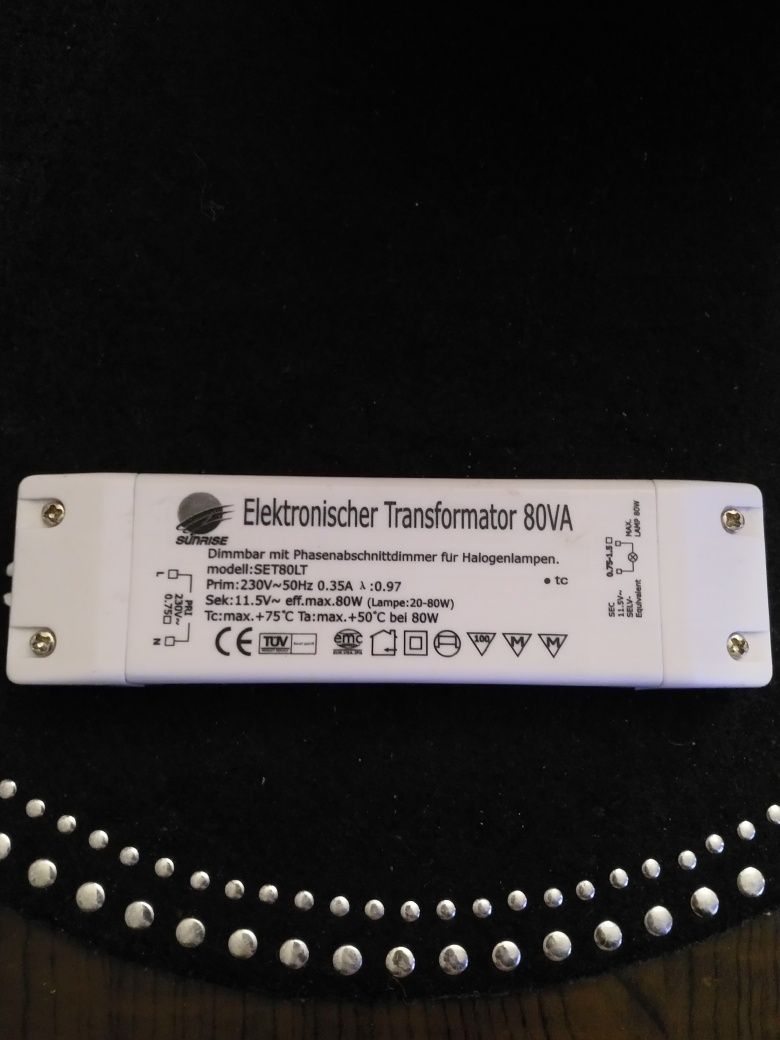 SUNRISE
Elektronischer Transformator 80VA
Dimmbar mit Phasenabschnittdimmer für Halogenlampen.
modell:SET80LT
Prim:230V~50Hz 0.35A λ:0.97
Sek:11.5V~ eff.max.80W (Lampe:20-80W)
Tc:max.+75°C Ta:max.+50°C bei 80W
tc
CE
TÜV
emc
100
M
M
L
N
PRI
230V~
0.75
SEC
11.5V~
SELV-
Equivalent
0.75-1.5
MAX.
LAMP 80W